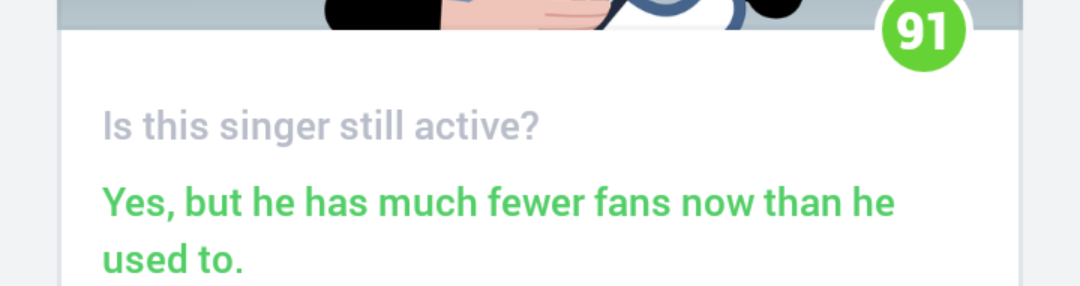 91
Is this singer still active?
Yes, but he has much fewer fans now than he
used to.